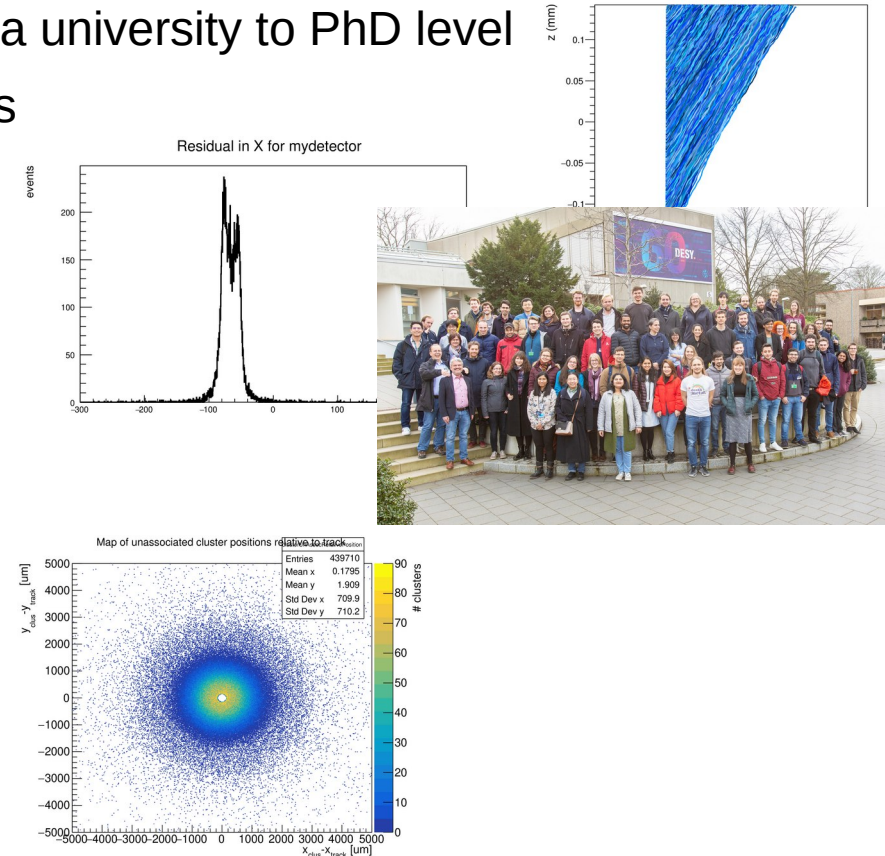 a university to PhD level
s
z (mm)
0.1
0.05
0
−0.05
−0.1
Residual in X for mydetector
events
200
150
100
50
0
−300 −200 −100 0 100
GO
DESY.
Map of unassociated cluster positions relative to track
Entries 439710
Mean x 0.1795
Mean y 1.909
Std Dev x 709.9
Std Dev y 710.2
y_clus -y_track [um]
5000
4000
3000
2000
1000
0
−1000
−2000
−3000
−4000
−5000
−5000 −4000 −3000 −2000 −1000 0 1000 2000 3000 4000 5000
x_clus-x_track [um]
90
80
70
60
50
40
30
20
10
0
# clusters